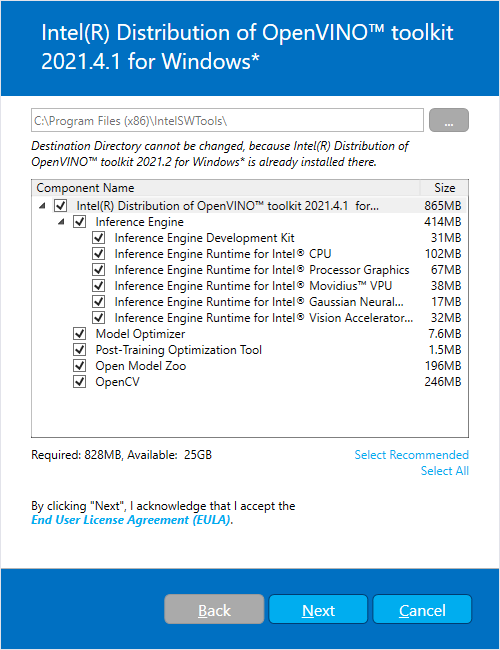 Intel(R) Distribution of OpenVINO™ toolkit
2021.4.1 for Windows*
C:\Program Files (x86)\IntelSWTools\
...
Destination Directory cannot be changed, because Intel(R) Distribution of
OpenVINO™ toolkit 2021.2 for Windows* is already installed there.
Component Name Size
Intel(R) Distribution of OpenVINO™ toolkit 2021.4.1 for... 865MB
Inference Engine 414MB
Inference Engine Development Kit 31MB
Inference Engine Runtime for Intel® CPU 102MB
Inference Engine Runtime for Intel® Processor Graphics 67MB
Inference Engine Runtime for Intel® Movidius™ VPU 38MB
Inference Engine Runtime for Intel® Gaussian Neural... 17MB
Inference Engine Runtime for Intel® Vision Accelerator... 32MB
Model Optimizer 7.6MB
Post-Training Optimization Tool 1.5MB
Open Model Zoo 196MB
OpenCV 246MB
Required: 828MB, Available: 25GB
Select Recommended
Select All
By clicking "Next", I acknowledge that I accept the
End User License Agreement (EULA).
Back Next Cancel